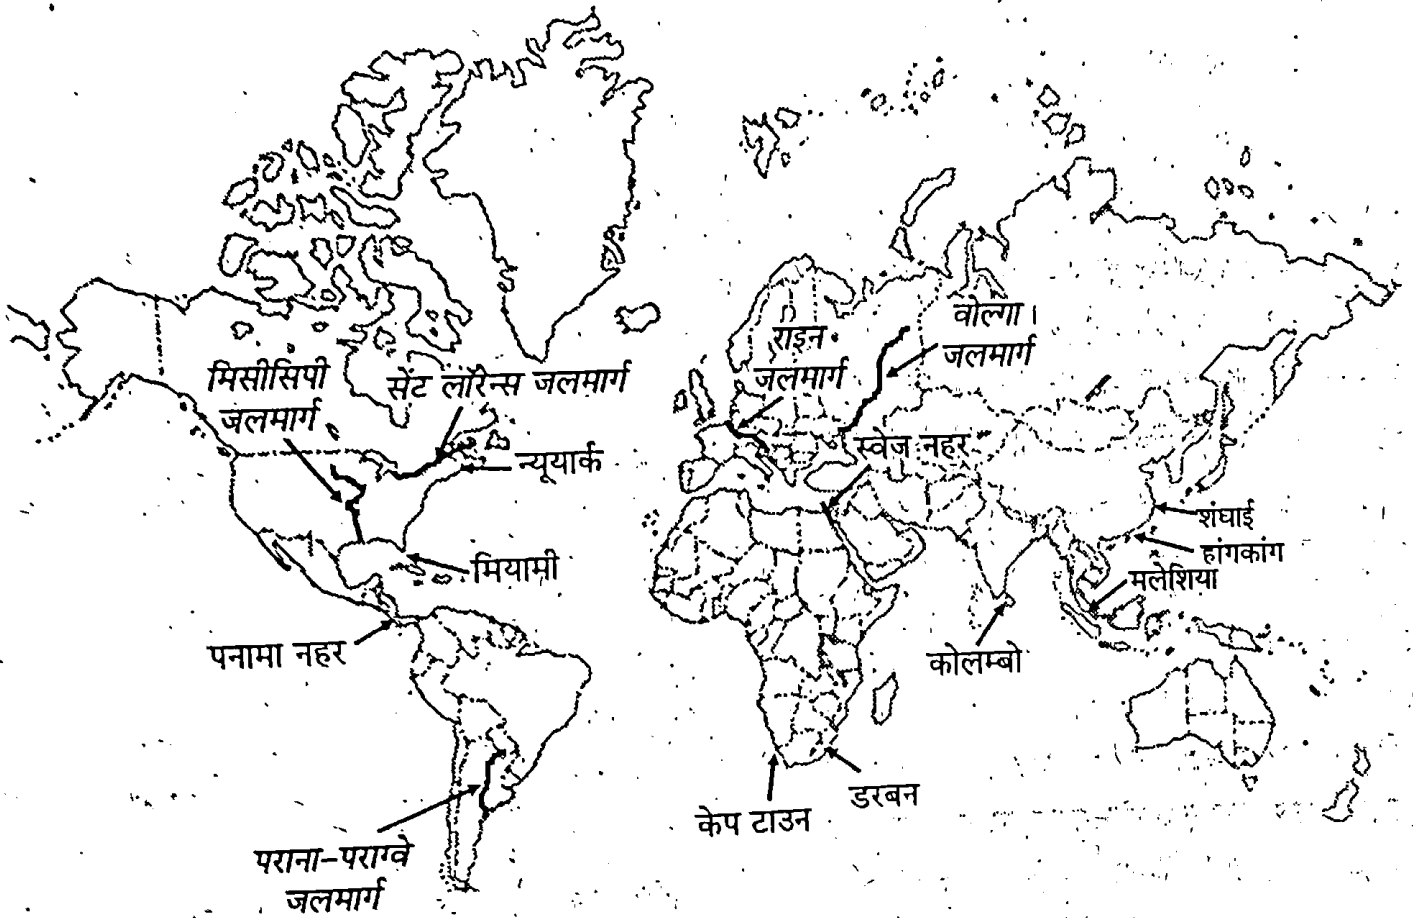 वोल्गा
जलमार्ग
राइन
जलमार्ग
मिसीसिपी
जलमार्ग
सेंट लॉरेन्स जलमार्ग
न्यूयार्क
स्वेज नहर
शंघाई
हांगकांग
मलेशिया
मियामी
पनामा नहर
कोलम्बो
डरबन
केप टाउन
पराना-पराग्वे
जलमार्ग